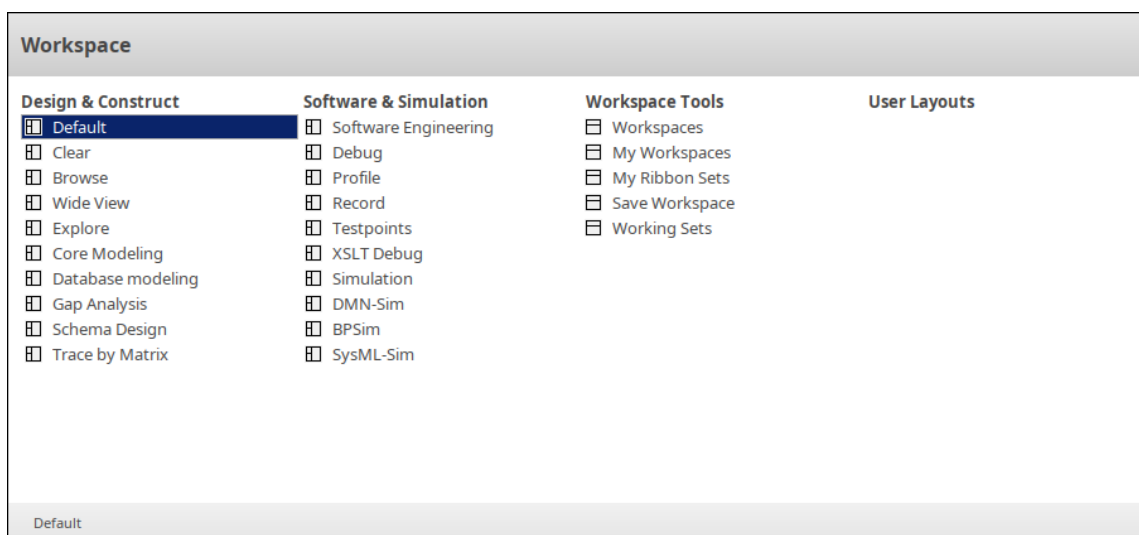 Workspace
Design & Construct
Default
Clear
Browse
Wide View
Explore
Core Modeling
Database modeling
Gap Analysis
Schema Design
Trace by Matrix
Software & Simulation
Software Engineering
Debug
Profile
Record
Testpoints
XSLT Debug
Simulation
DMN-Sim
BPSim
SysML-Sim
Workspace Tools
Workspaces
My Workspaces
My Ribbon Sets
Save Workspace
Working Sets
User Layouts
Default